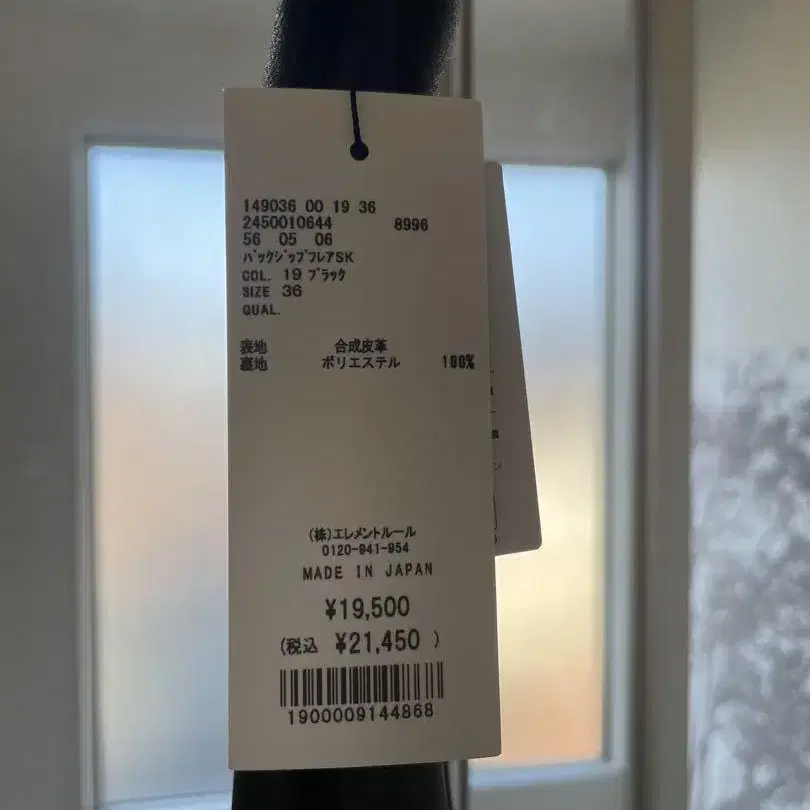 149036 00 19 36
2450010644 8996
56 05 06
ﾊﾞｯｸｼﾞｯﾌﾟﾌﾚｱSK
COL. 19 ﾌﾞﾗｯｸ
SIZE 36
QUAL.
表地 合成皮革
裏地 ポリエステル 100%
(株)エレメントルール
0120-941-954
MADE IN JAPAN
¥19,500
(税込 ¥21,450 )
1900009144868